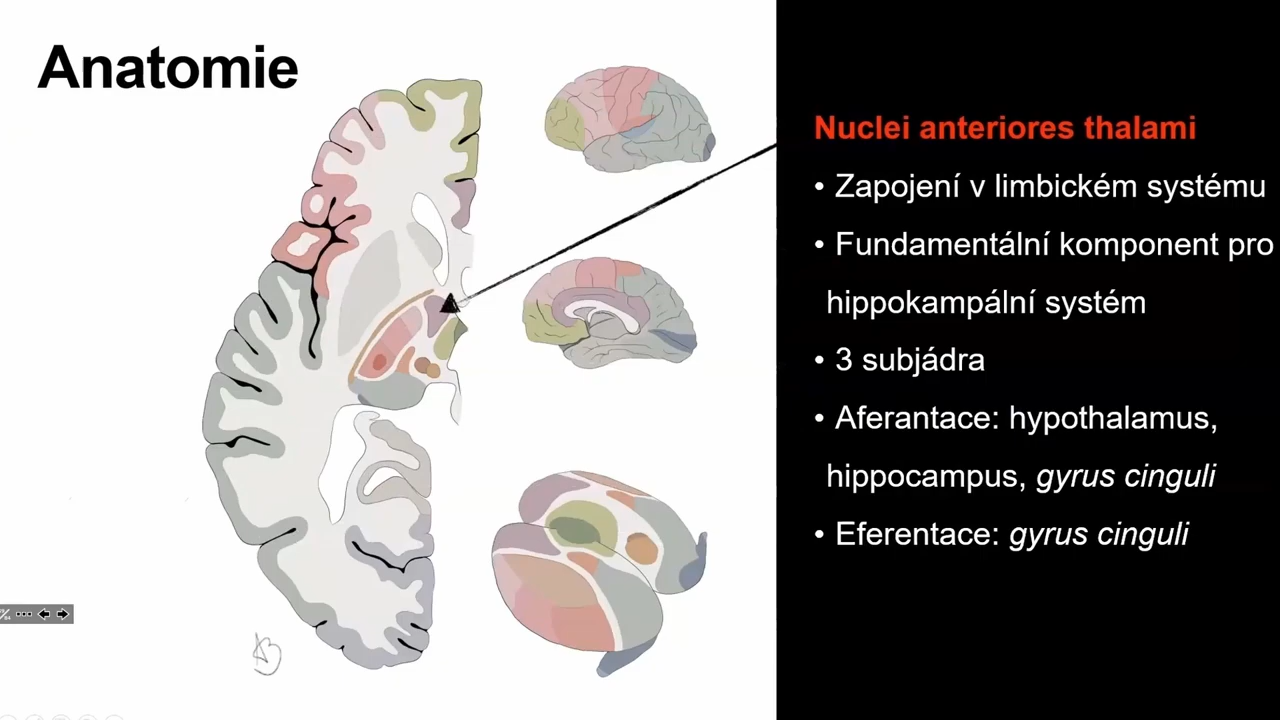 Anatomie
Nuclei anteriores thalami
• Zapojení v limbickém systému
• Fundamentální komponent pro
hippokampální systém
• 3 subjádra
• Aferantace: hypothalamus,
hippocampus, gyrus cinguli
• Eferentace: gyrus cinguli